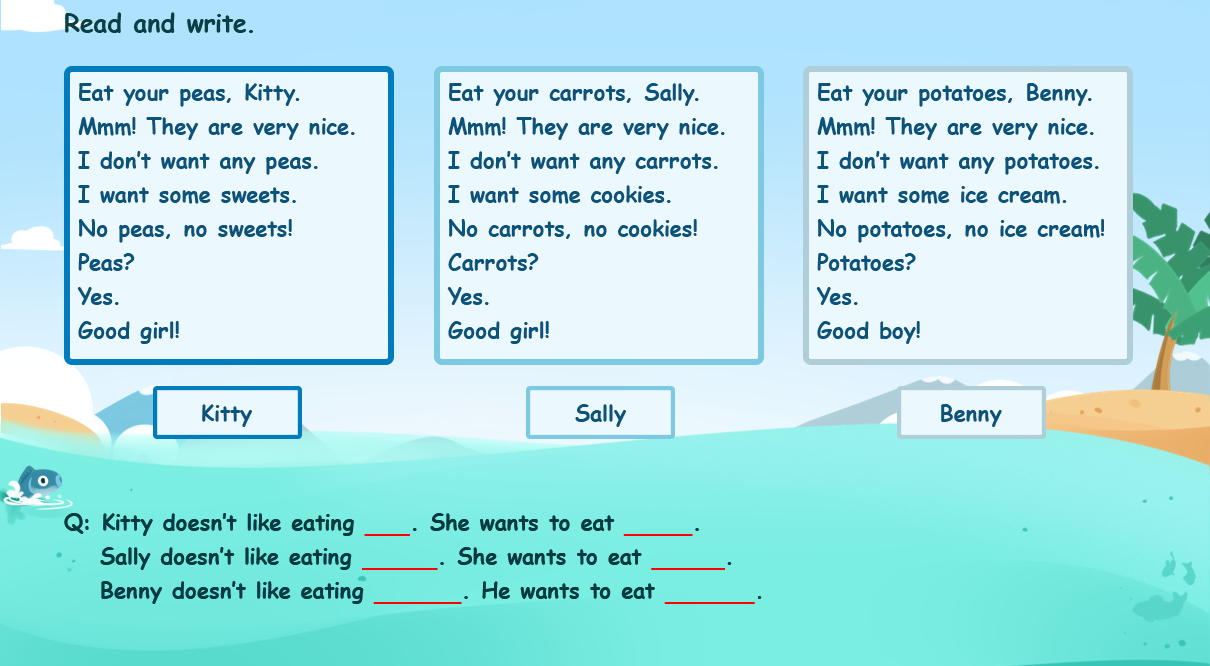 Read and write.
Eat your peas, Kitty.
Mmm! They are very nice.
I don't want any peas.
I want some sweets.
No peas, no sweets!
Peas?
Yes.
Good girl!
Kitty
Eat your carrots, Sally.
Mmm! They are very nice.
I don't want any carrots.
I want some cookies.
No carrots, no cookies!
Carrots?
Yes.
Good girl!
Sally
Eat your potatoes, Benny.
Mmm! They are very nice.
I don't want any potatoes.
I want some ice cream.
No potatoes, no ice cream!
Potatoes?
Yes.
Good boy!
Benny
Q: Kitty doesn't like eating ____. She wants to eat ______.
Sally doesn't like eating _______. She wants to eat _______.
Benny doesn't like eating ________. He wants to eat ________.